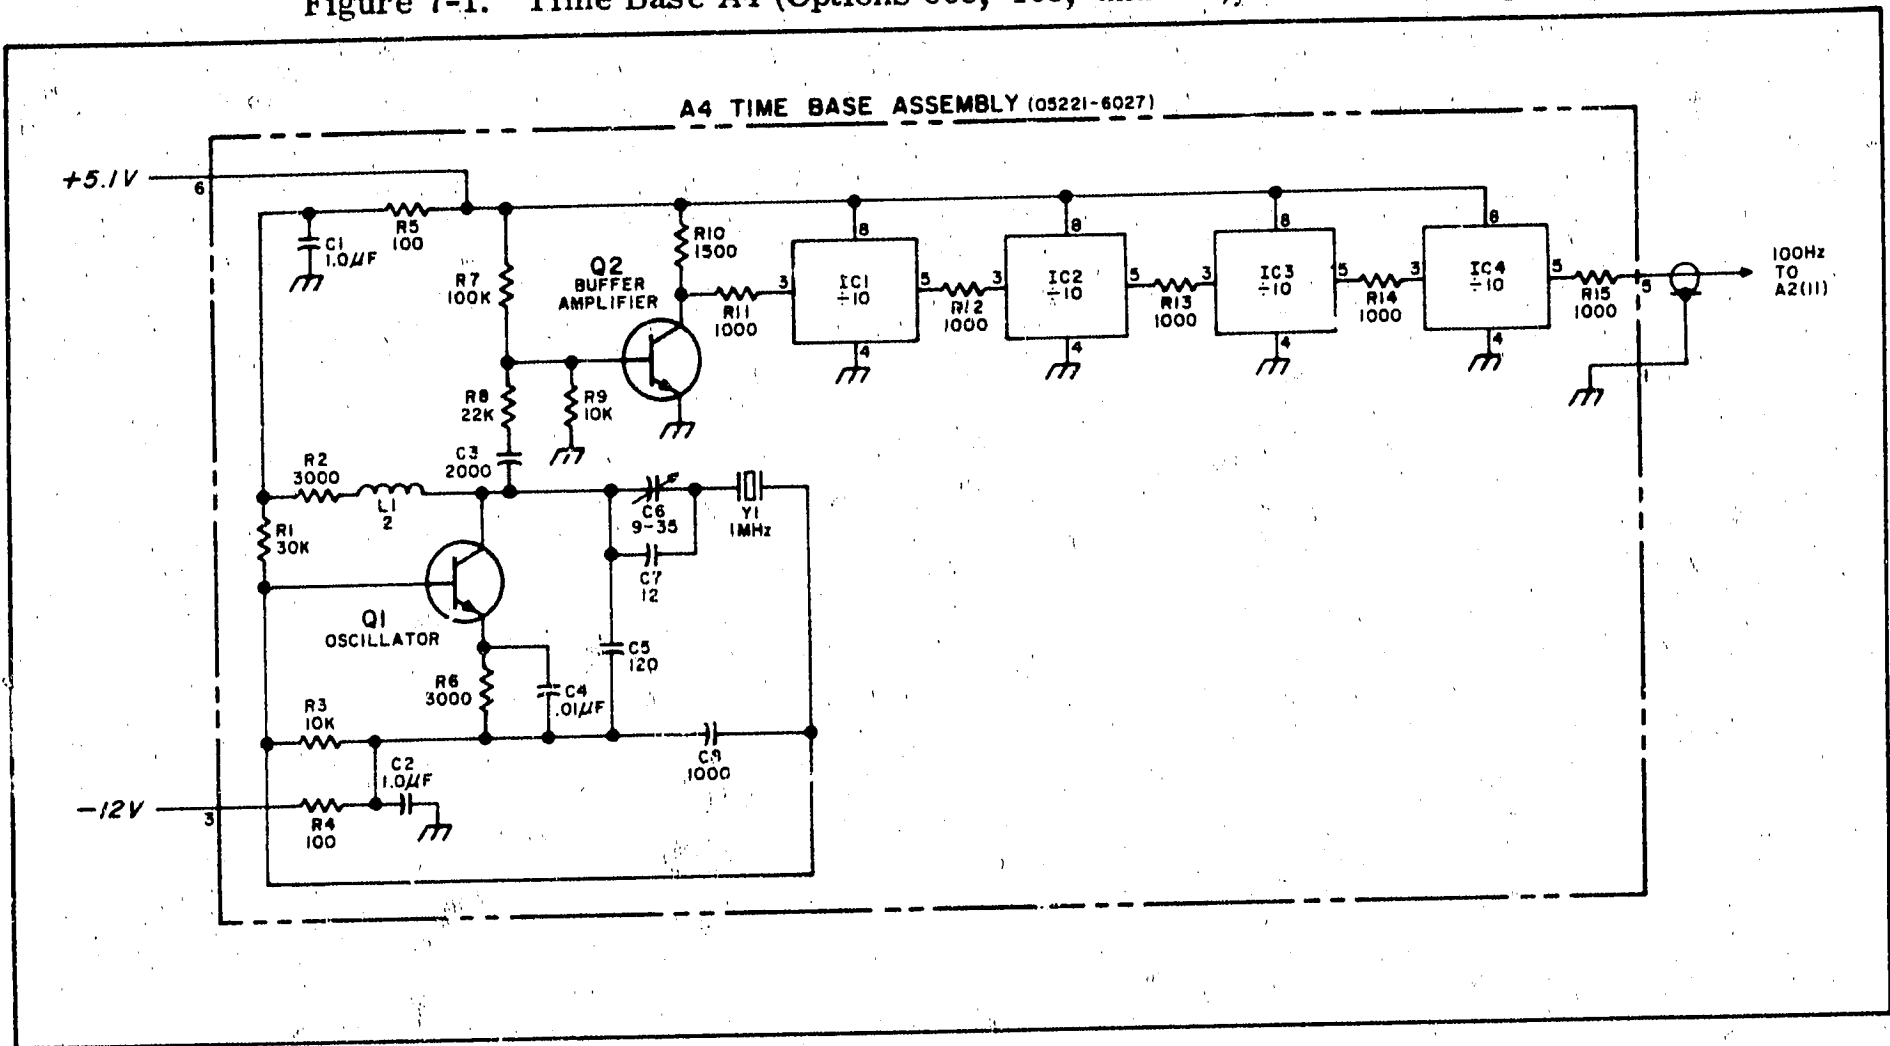 Figure 7-1. Time Base A4 (Options
A4 TIME BASE ASSEMBLY (05221-6027)
+5.1V
6
R5
100
C1
1.0μF
R7
100K
Q2
BUFFER
AMPLIFIER
R10
1500
R11
1000
3
8
IC1
÷10
4
5
R12
1000
3
8
IC2
÷10
4
5
R13
1000
3
8
IC3
÷10
4
5
R14
1000
3
8
IC4
÷10
4
5
R15
1000
5
100Hz
TO
A2(11)
1
R8
22K
R9
10K
C3
2000
R2
3000
L1
2
R1
30K
C6
9-35
Y1
1MHz
C7
12
Q1
OSCILLATOR
C5
120
R6
3000
C4
.01μF
R3
10K
C2
1.0μF
1000
-12V
3
R4
100